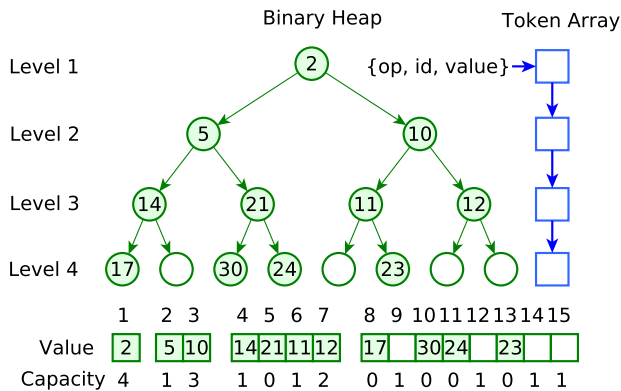 Binary Heap
Token Array
Level 1
2
{op, id, value}
Level 2
5
10
Level 3
14
21
11
12
Level 4
17
30
24
23
1 2 3 4 5 6 7 8 9 10 11 12 13 14 15
Value 2 5 10 14 21 11 12 17 30 24 23
Capacity 4 1 3 1 0 1 2 0 1 0 0 1 0 1 1